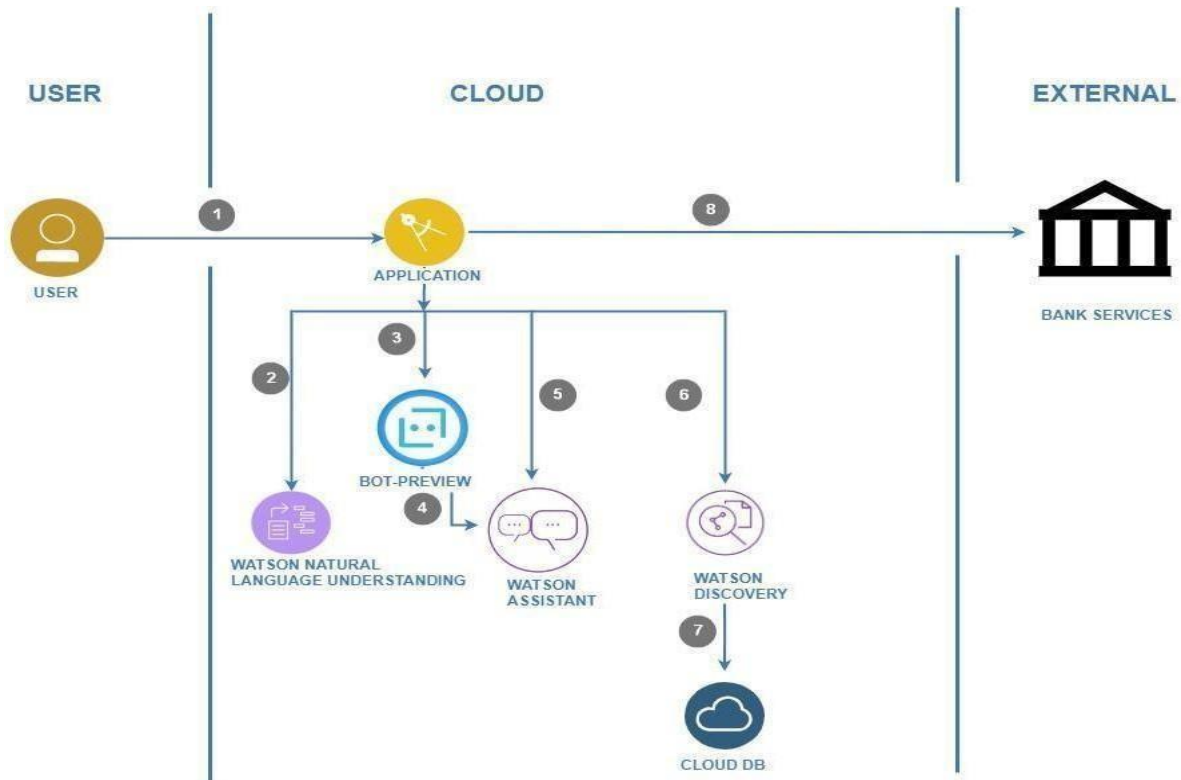 USER
CLOUD
EXTERNAL
1
8
USER
APPLICATION
BANK SERVICES
2
3
5
6
BOT-PREVIEW
4
WATSON NATURAL
LANGUAGE UNDERSTANDING
WATSON
ASSISTANT
WATSON
DISCOVERY
7
CLOUD DB